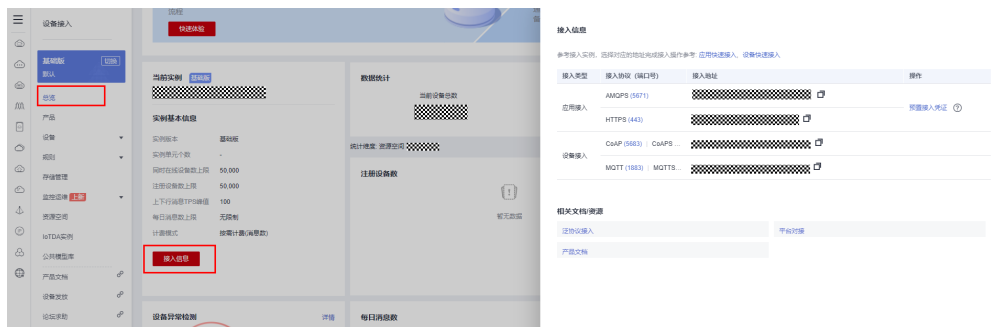 设备接入
基础版
切换
默认
总览
产品
设备
规则
存储管理
监控运维 上新
资源空间
IoTDA实例
公共模型库
产品文档
设备发放
论坛求助
流程
快速体验
当前实例 基础版
实例基本信息
实例版本 基础版
实例单元个数 -
同时在线设备数上限 50,000
注册设备数上限 50,000
上下行消息TPS峰值 100
每日消息数上限 无限制
计费模式 按需计费(消息数)
接入信息
设备异常检测 详情
数据统计
当前设备总数
统计维度: 资源空间
注册设备数
暂无数据
每日消息数
接入信息
参考接入实例，选择对应的地址完成接入操作参考: 应用快速接入，设备快速接入
接入类型 接入协议（端口号） 接入地址 操作
应用接入
AMQPS (5671)
HTTPS (443)
预置接入凭证
设备接入
CoAP (5683) | CoAPS ...
MQTT (1883) | MQTTS...
相关文档/资源
泛协议接入
平台对接
产品文档